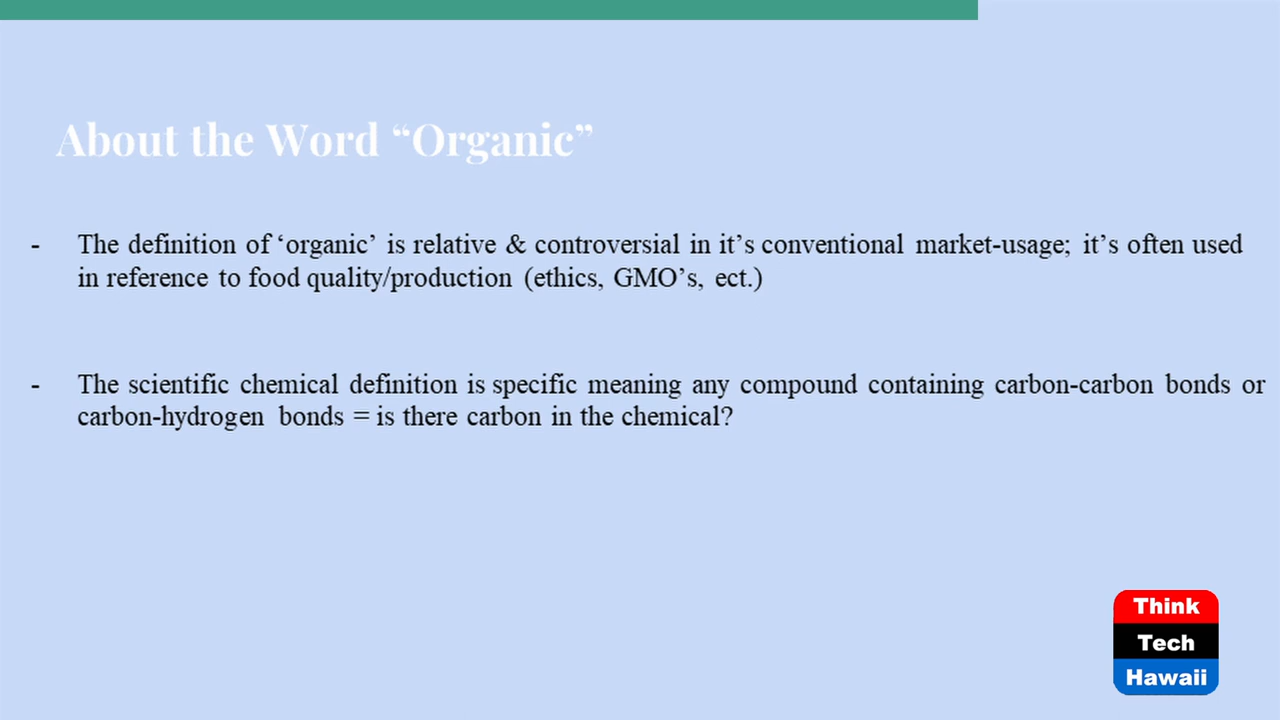 About the Word “Organic”
- The definition of ‘organic’ is relative & controversial in it’s conventional market-usage; it’s often used
in reference to food quality/production (ethics, GMO’s, ect.)
- The scientific chemical definition is specific meaning any compound containing carbon-carbon bonds or
carbon-hydrogen bonds = is there carbon in the chemical?
Think
Tech
Hawaii